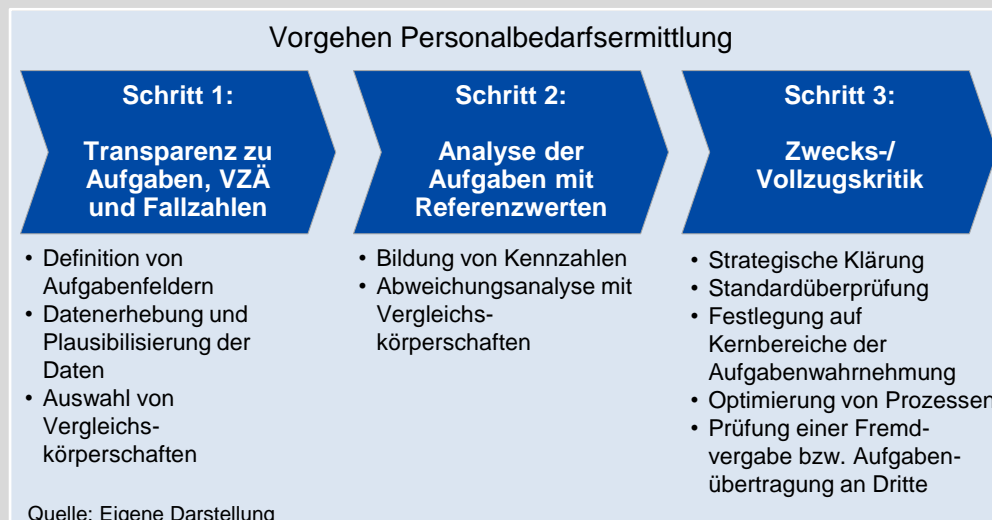 Vorgehen Personalbedarfsermittlung
Schritt 1:
Transparenz zu
Aufgaben, VZÄ
und Fallzahlen
• Definition von
Aufgabenfeldern
• Datenerhebung und
Plausibilisierung der
Daten
• Auswahl von
Vergleichs-
körperschaften
Schritt 2:
Analyse der
Aufgaben mit
Referenzwerten
• Bildung von Kennzahlen
• Abweichungsanalyse mit
Vergleichs-
körperschaften
Schritt 3:
Zwecks-/
Vollzugskritik
• Strategische Klärung
• Standardüberprüfung
• Festlegung auf
Kernbereiche der
Aufgabenwahrnehmung
• Optimierung von Prozessen
• Prüfung einer Fremd-
vergabe bzw. Aufgaben-
übertragung an Dritte
Quelle: Eigene Darstellung